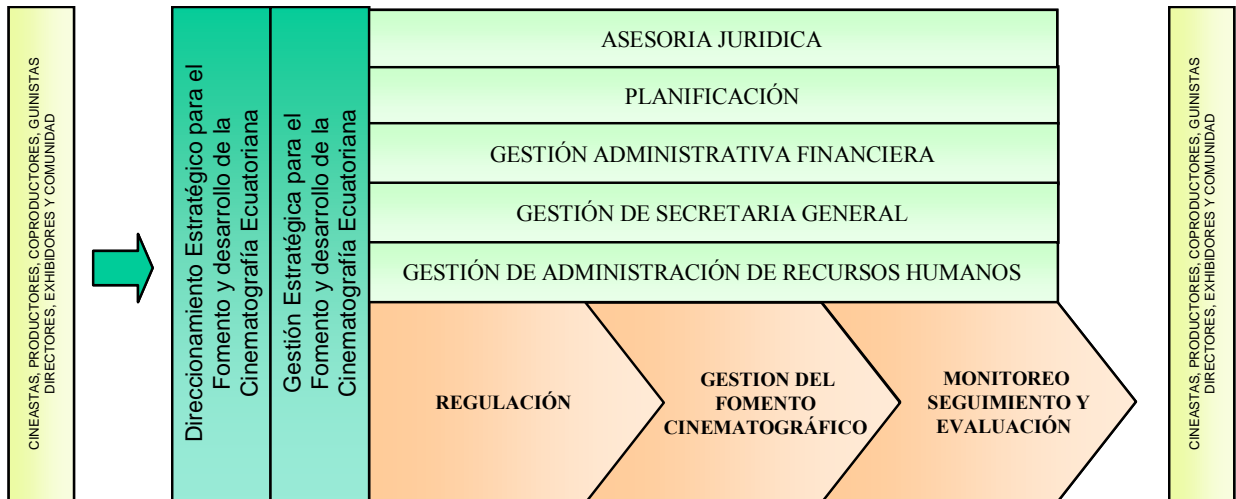 CINEASTAS, PRODUCTORES, COPRODUCTORES, GUINISTAS
DIRECTORES, EXHIBIDORES Y COMUNIDAD
Direccionamiento Estratégico para el
Fomento y desarrollo de la
Cinematografía Ecuatoriana
Gestión Estratégica para el
Fomento y desarrollo de la
Cinematografía Ecuatoriana
ASESORIA JURIDICA
PLANIFICACIÓN
GESTIÓN ADMINISTRATIVA FINANCIERA
GESTIÓN DE SECRETARIA GENERAL
GESTIÓN DE ADMINISTRACIÓN DE RECURSOS HUMANOS
REGULACIÓN
GESTION DEL
FOMENTO
CINEMATOGRÁFICO
MONITOREO
SEGUIMIENTO Y
EVALUACIÓN
CINEASTAS, PRODUCTORES, COPRODUCTORES, GUINISTAS
DIRECTORES, EXHIBIDORES Y COMUNIDAD